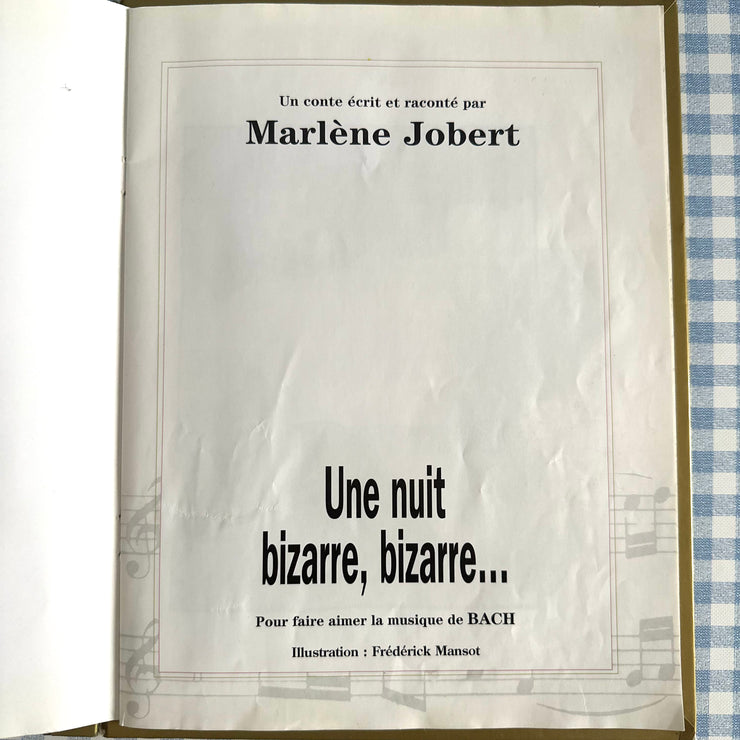 Un conte écrit et raconté par
Marlène Jobert
Une nuit
bizarre, bizarre...
Pour faire aimer la musique de BACH
Illustration : Frédérick Mansot